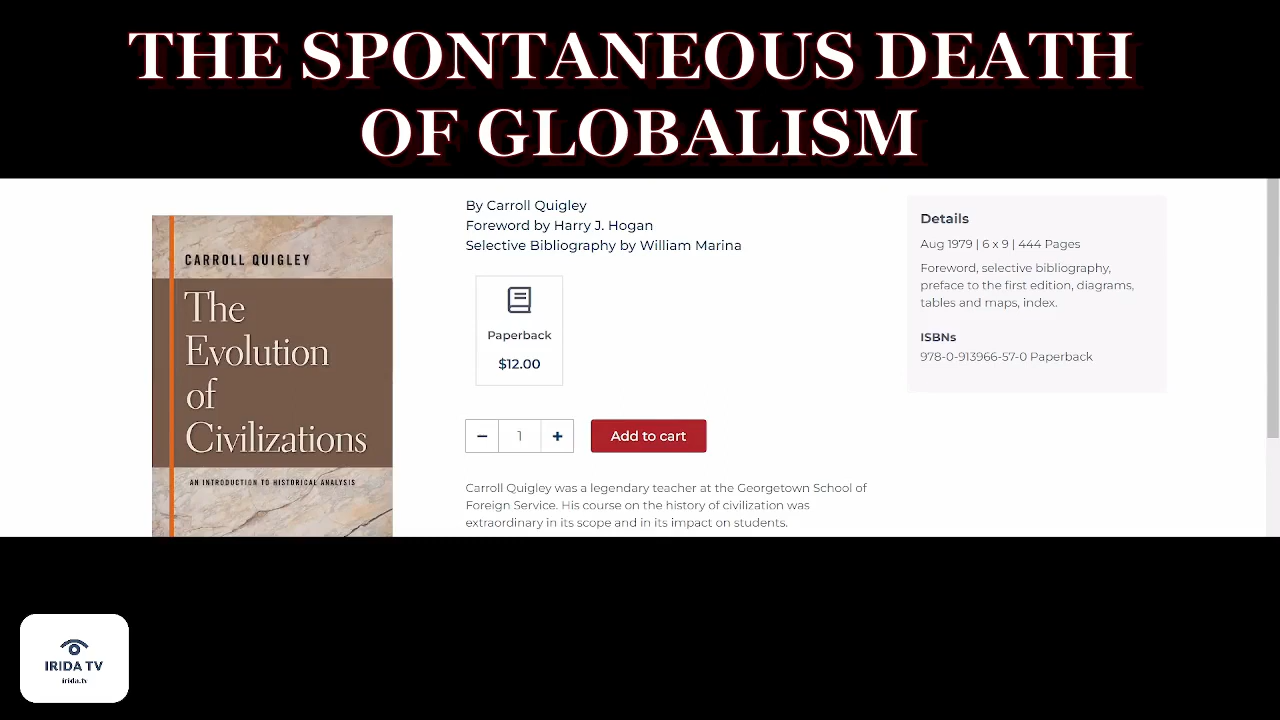 THE SPONTANEOUS DEATH
OF GLOBALISM
CARROLL QUIGLEY
The
Evolution
of
Civilizations
AN INTRODUCTION TO HISTORICAL ANALYSIS
By Carroll Quigley
Foreword by Harry J. Hogan
Selective Bibliography by William Marina
Paperback
$12.00
− 1 +
Add to cart
Carroll Quigley was a legendary teacher at the Georgetown School of
Foreign Service. His course on the history of civilization was
extraordinary in its scope and in its impact on students.
Details
Aug 1979 | 6 x 9 | 444 Pages
Foreword, selective bibliography,
preface to the first edition, diagrams,
tables and maps, index.
ISBNs
978-0-913966-57-0 Paperback
IRIDA TV
irida.tv